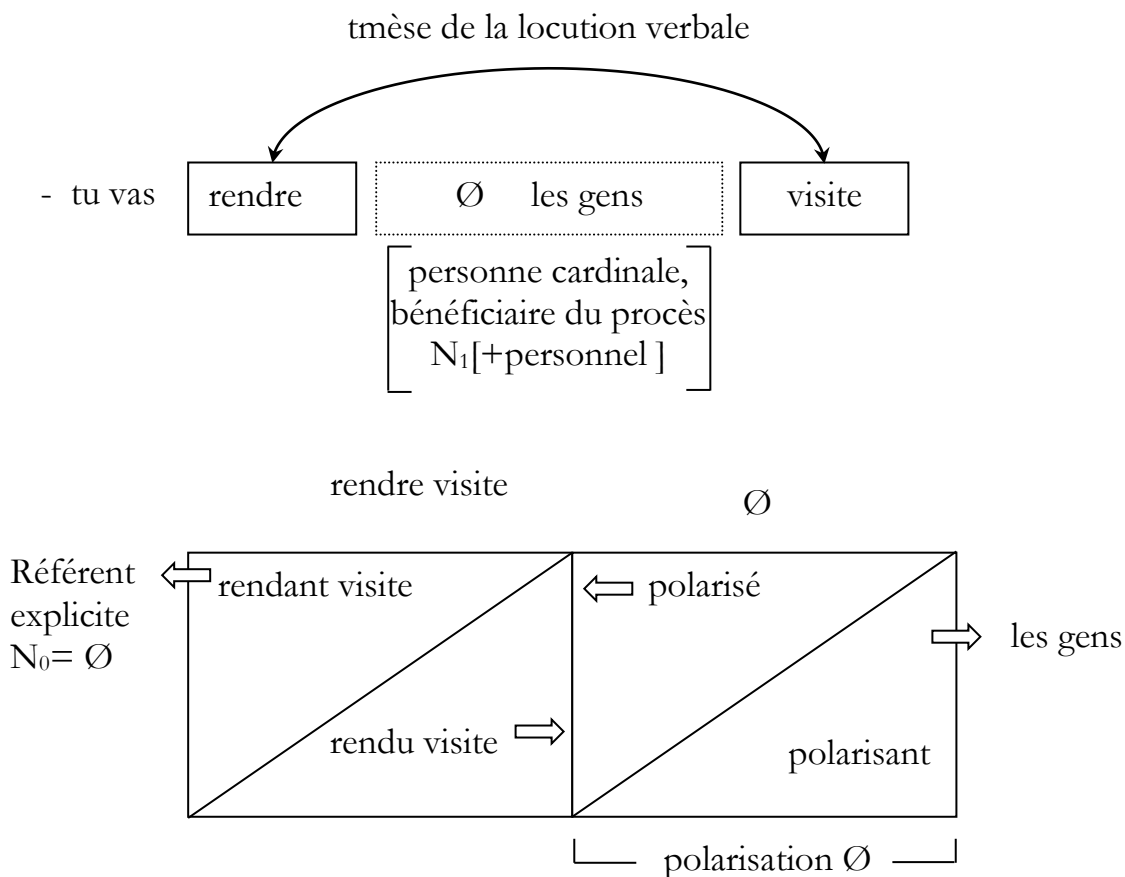 tmèse de la locution verbale
- tu vas rendre Ø les gens visite
personne cardinale,
bénéficiaire du procès
N₁[+personnel ]
rendre visite
Ø
Référent
explicite
N₀= Ø
rendant visite
polarisé
les gens
rendu visite
polarisant
polarisation Ø